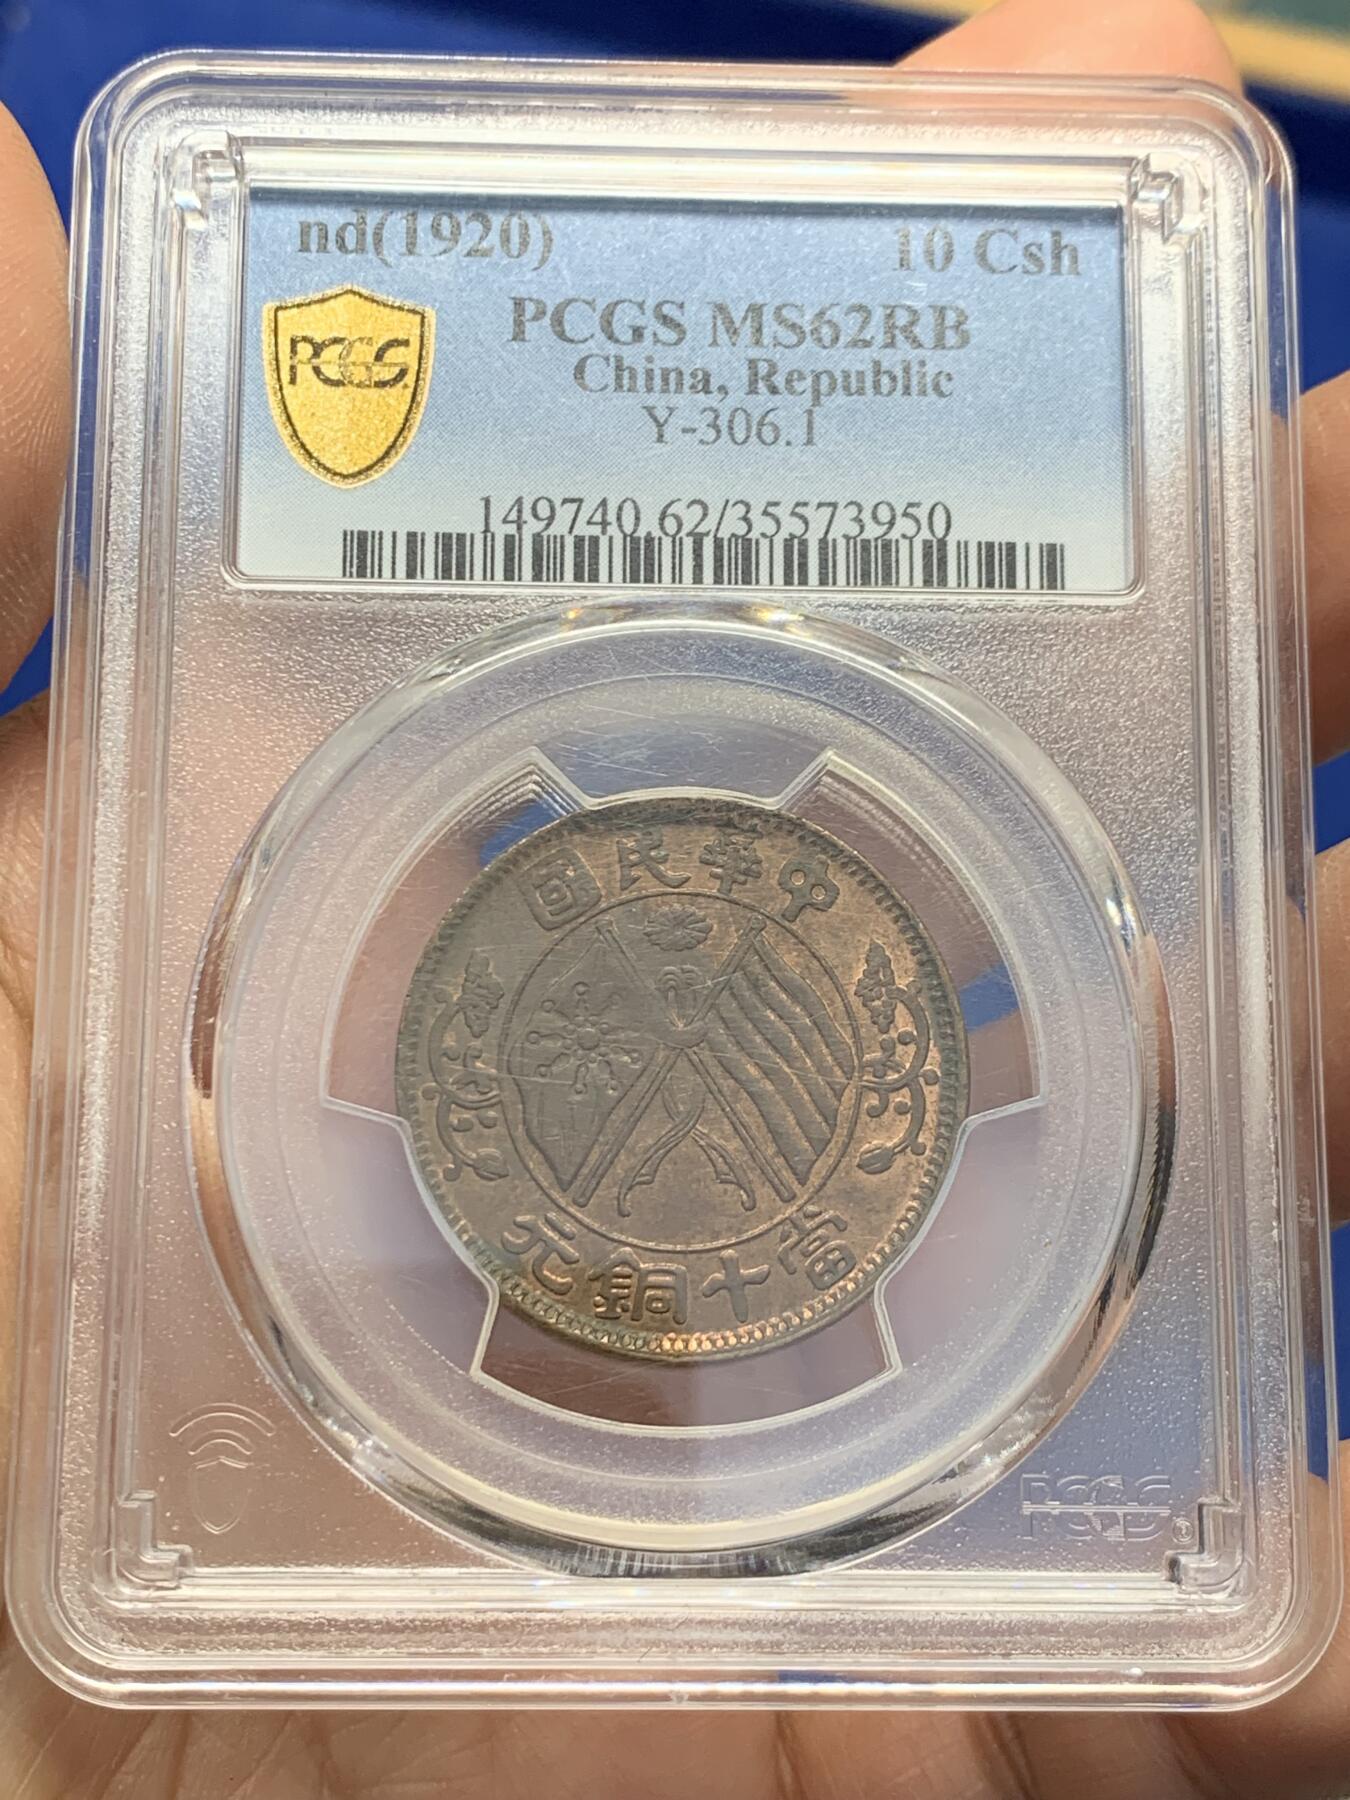 nd(1920) 10 Csh
PCGS PCGS MS62RB
China, Republic
Y-306.1
149740.62/35573950
國民華中
元銅十當
PCGS